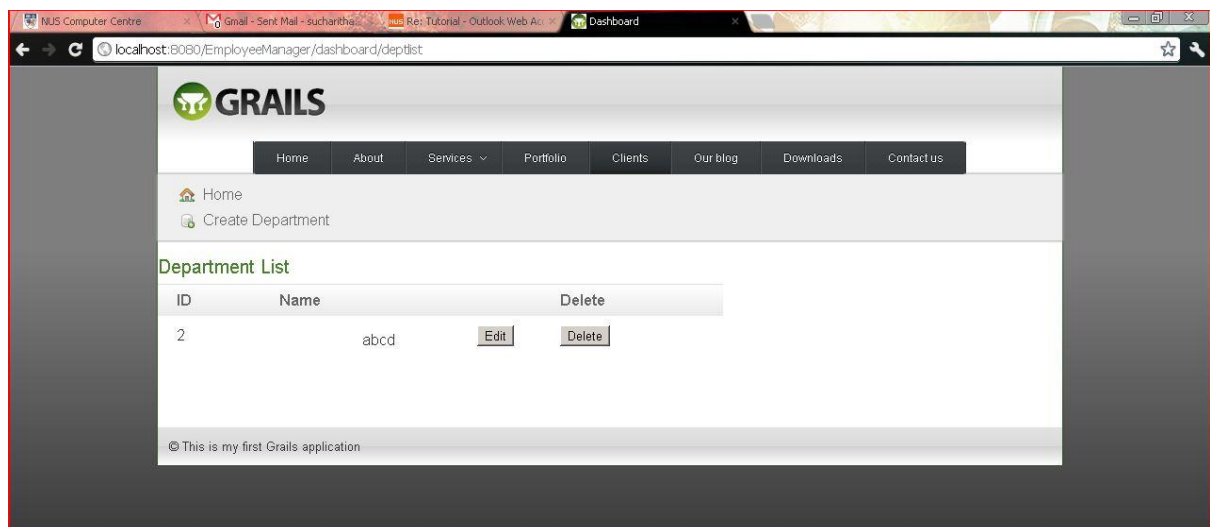 NUS Computer Centre
Gmail - Sent Mail - sucharitha
NUS Re: Tutorial - Outlook Web Acc
Dashboard
localhost:8080/EmployeeManager/dashboard/deptlist
GRAILS
Home About Services Portfolio Clients Our blog Downloads Contact us
Home
Create Department
Department List
ID Name Delete
2 abcd Edit Delete
© This is my first Grails application